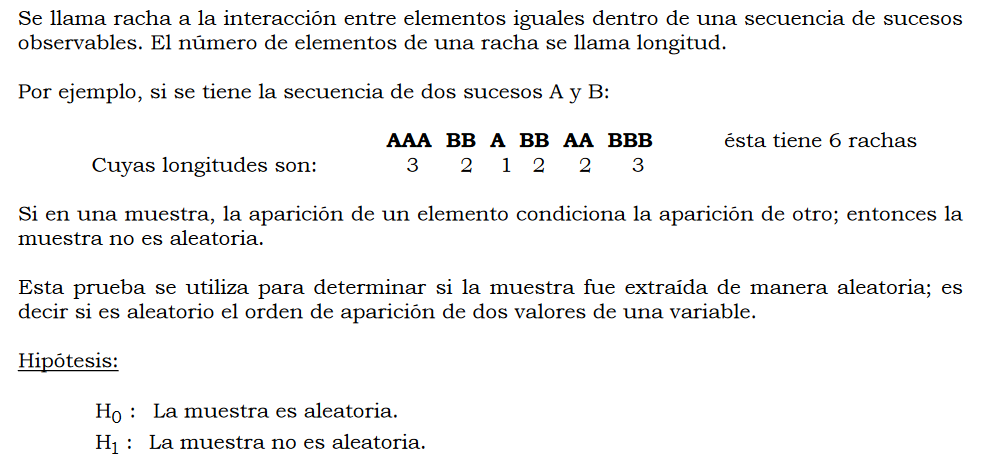 Se llama racha a la interacción entre elementos iguales dentro de una secuencia de sucesos
observables. El número de elementos de una racha se llama longitud.
Por ejemplo, si se tiene la secuencia de dos sucesos A y B:
AAA BB A BB AA BBB ésta tiene 6 rachas
Cuyas longitudes son: 3 2 1 2 2 3
Si en una muestra, la aparición de un elemento condiciona la aparición de otro; entonces la
muestra no es aleatoria.
Esta prueba se utiliza para determinar si la muestra fue extraída de manera aleatoria; es
decir si es aleatorio el orden de aparición de dos valores de una variable.
Hipótesis:
H0 : La muestra es aleatoria.
H1 : La muestra no es aleatoria.